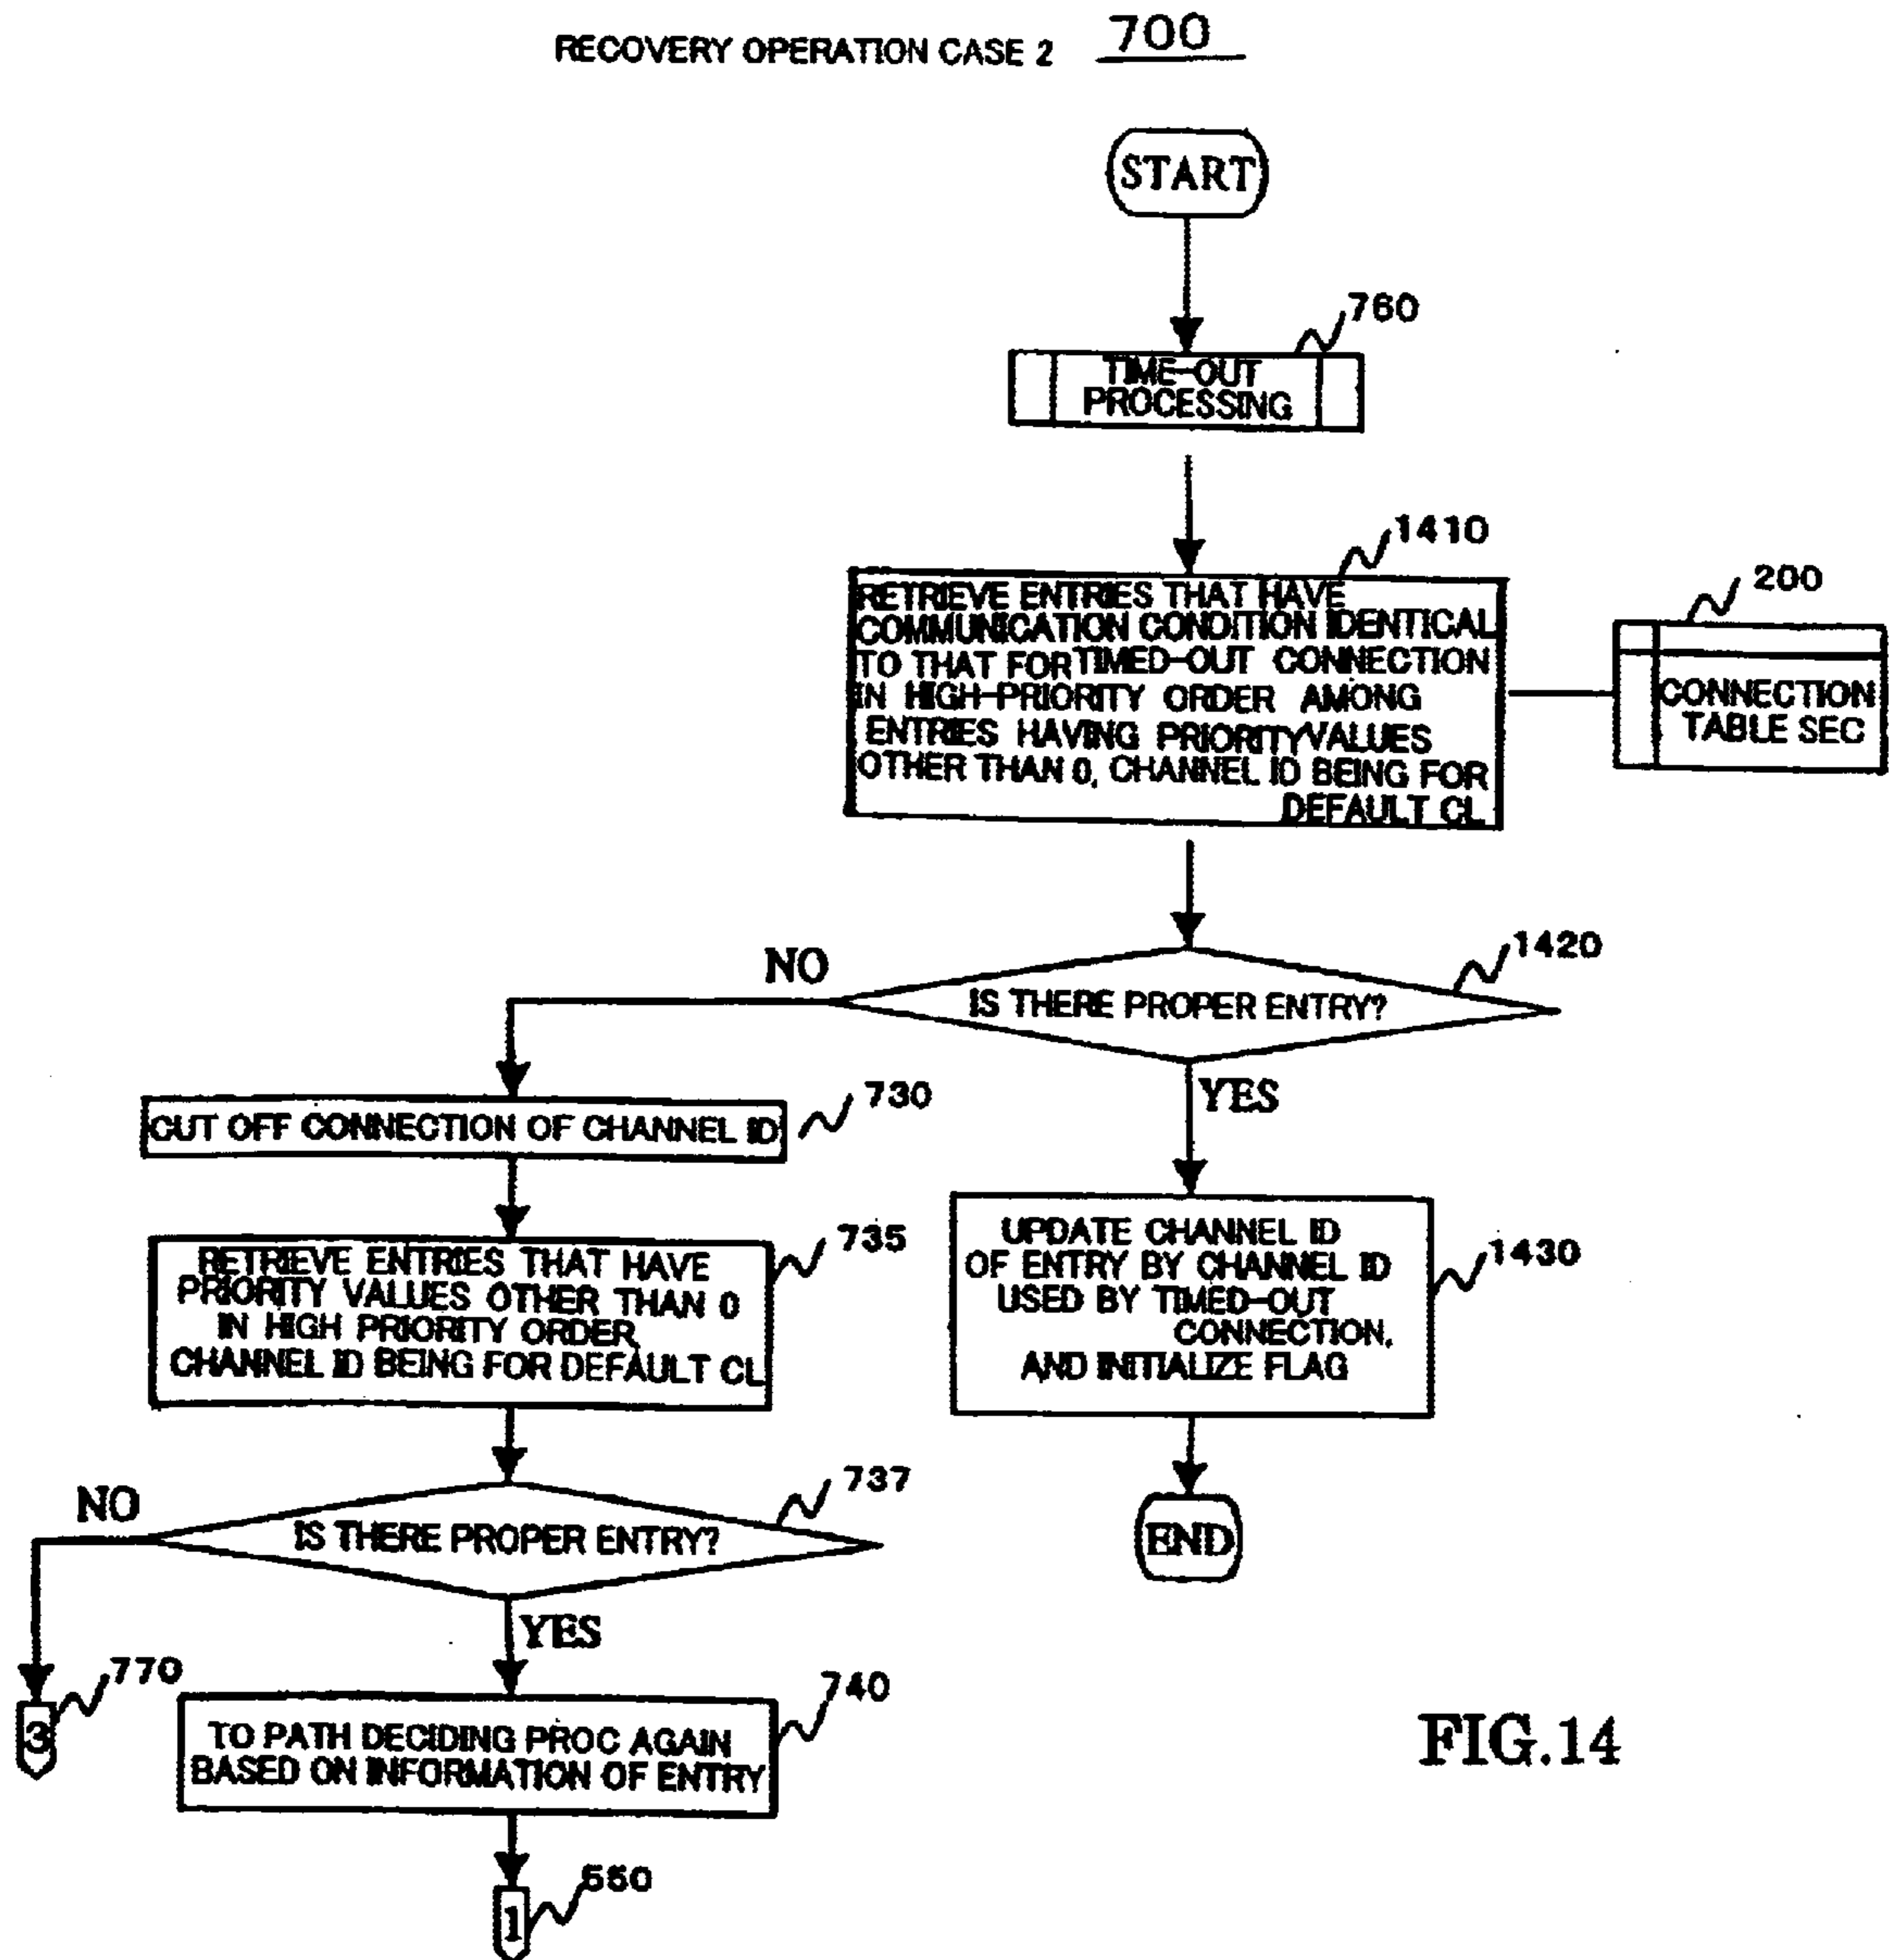 RECOVERY OPERATION CASE 2 700
START
760
TIME-OUT
PROCESSING
1410
RETRIEVE ENTRIES THAT HAVE
COMMUNICATION CONDITION IDENTICAL
TO THAT FOR TIMED-OUT CONNECTION
IN HIGH-PRIORITY ORDER AMONG
ENTRIES HAVING PRIORITY VALUES
OTHER THAN 0, CHANNEL ID BEING FOR
DEFAULT CL
200
CONNECTION
TABLE SEC
1420
IS THERE PROPER ENTRY?
NO
YES
730
CUT OFF CONNECTION OF CHANNEL ID
735
RETRIEVE ENTRIES THAT HAVE
PRIORITY VALUES OTHER THAN 0
IN HIGH PRIORITY ORDER,
CHANNEL ID BEING FOR DEFAULT CL
1430
UPDATE CHANNEL ID
OF ENTRY BY CHANNEL ID
USED BY TIMED-OUT
CONNECTION,
AND INITIALIZE FLAG
END
737
IS THERE PROPER ENTRY?
NO
YES
770
3
740
TO PATH DECIDING PROC AGAIN
BASED ON INFORMATION OF ENTRY
550
1
FIG.14